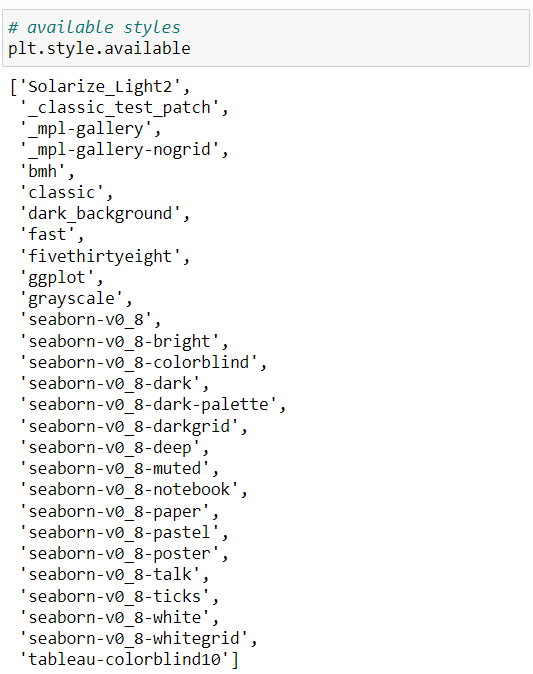 # available styles
plt.style.available
['Solarize_Light2',
'_classic_test_patch',
'_mpl-gallery',
'_mpl-gallery-nogrid',
'bmh',
'classic',
'dark_background',
'fast',
'fivethirtyeight',
'ggplot',
'grayscale',
'seaborn-v0_8',
'seaborn-v0_8-bright',
'seaborn-v0_8-colorblind',
'seaborn-v0_8-dark',
'seaborn-v0_8-dark-palette',
'seaborn-v0_8-darkgrid',
'seaborn-v0_8-deep',
'seaborn-v0_8-muted',
'seaborn-v0_8-notebook',
'seaborn-v0_8-paper',
'seaborn-v0_8-pastel',
'seaborn-v0_8-poster',
'seaborn-v0_8-talk',
'seaborn-v0_8-ticks',
'seaborn-v0_8-white',
'seaborn-v0_8-whitegrid',
'tableau-colorblind10']